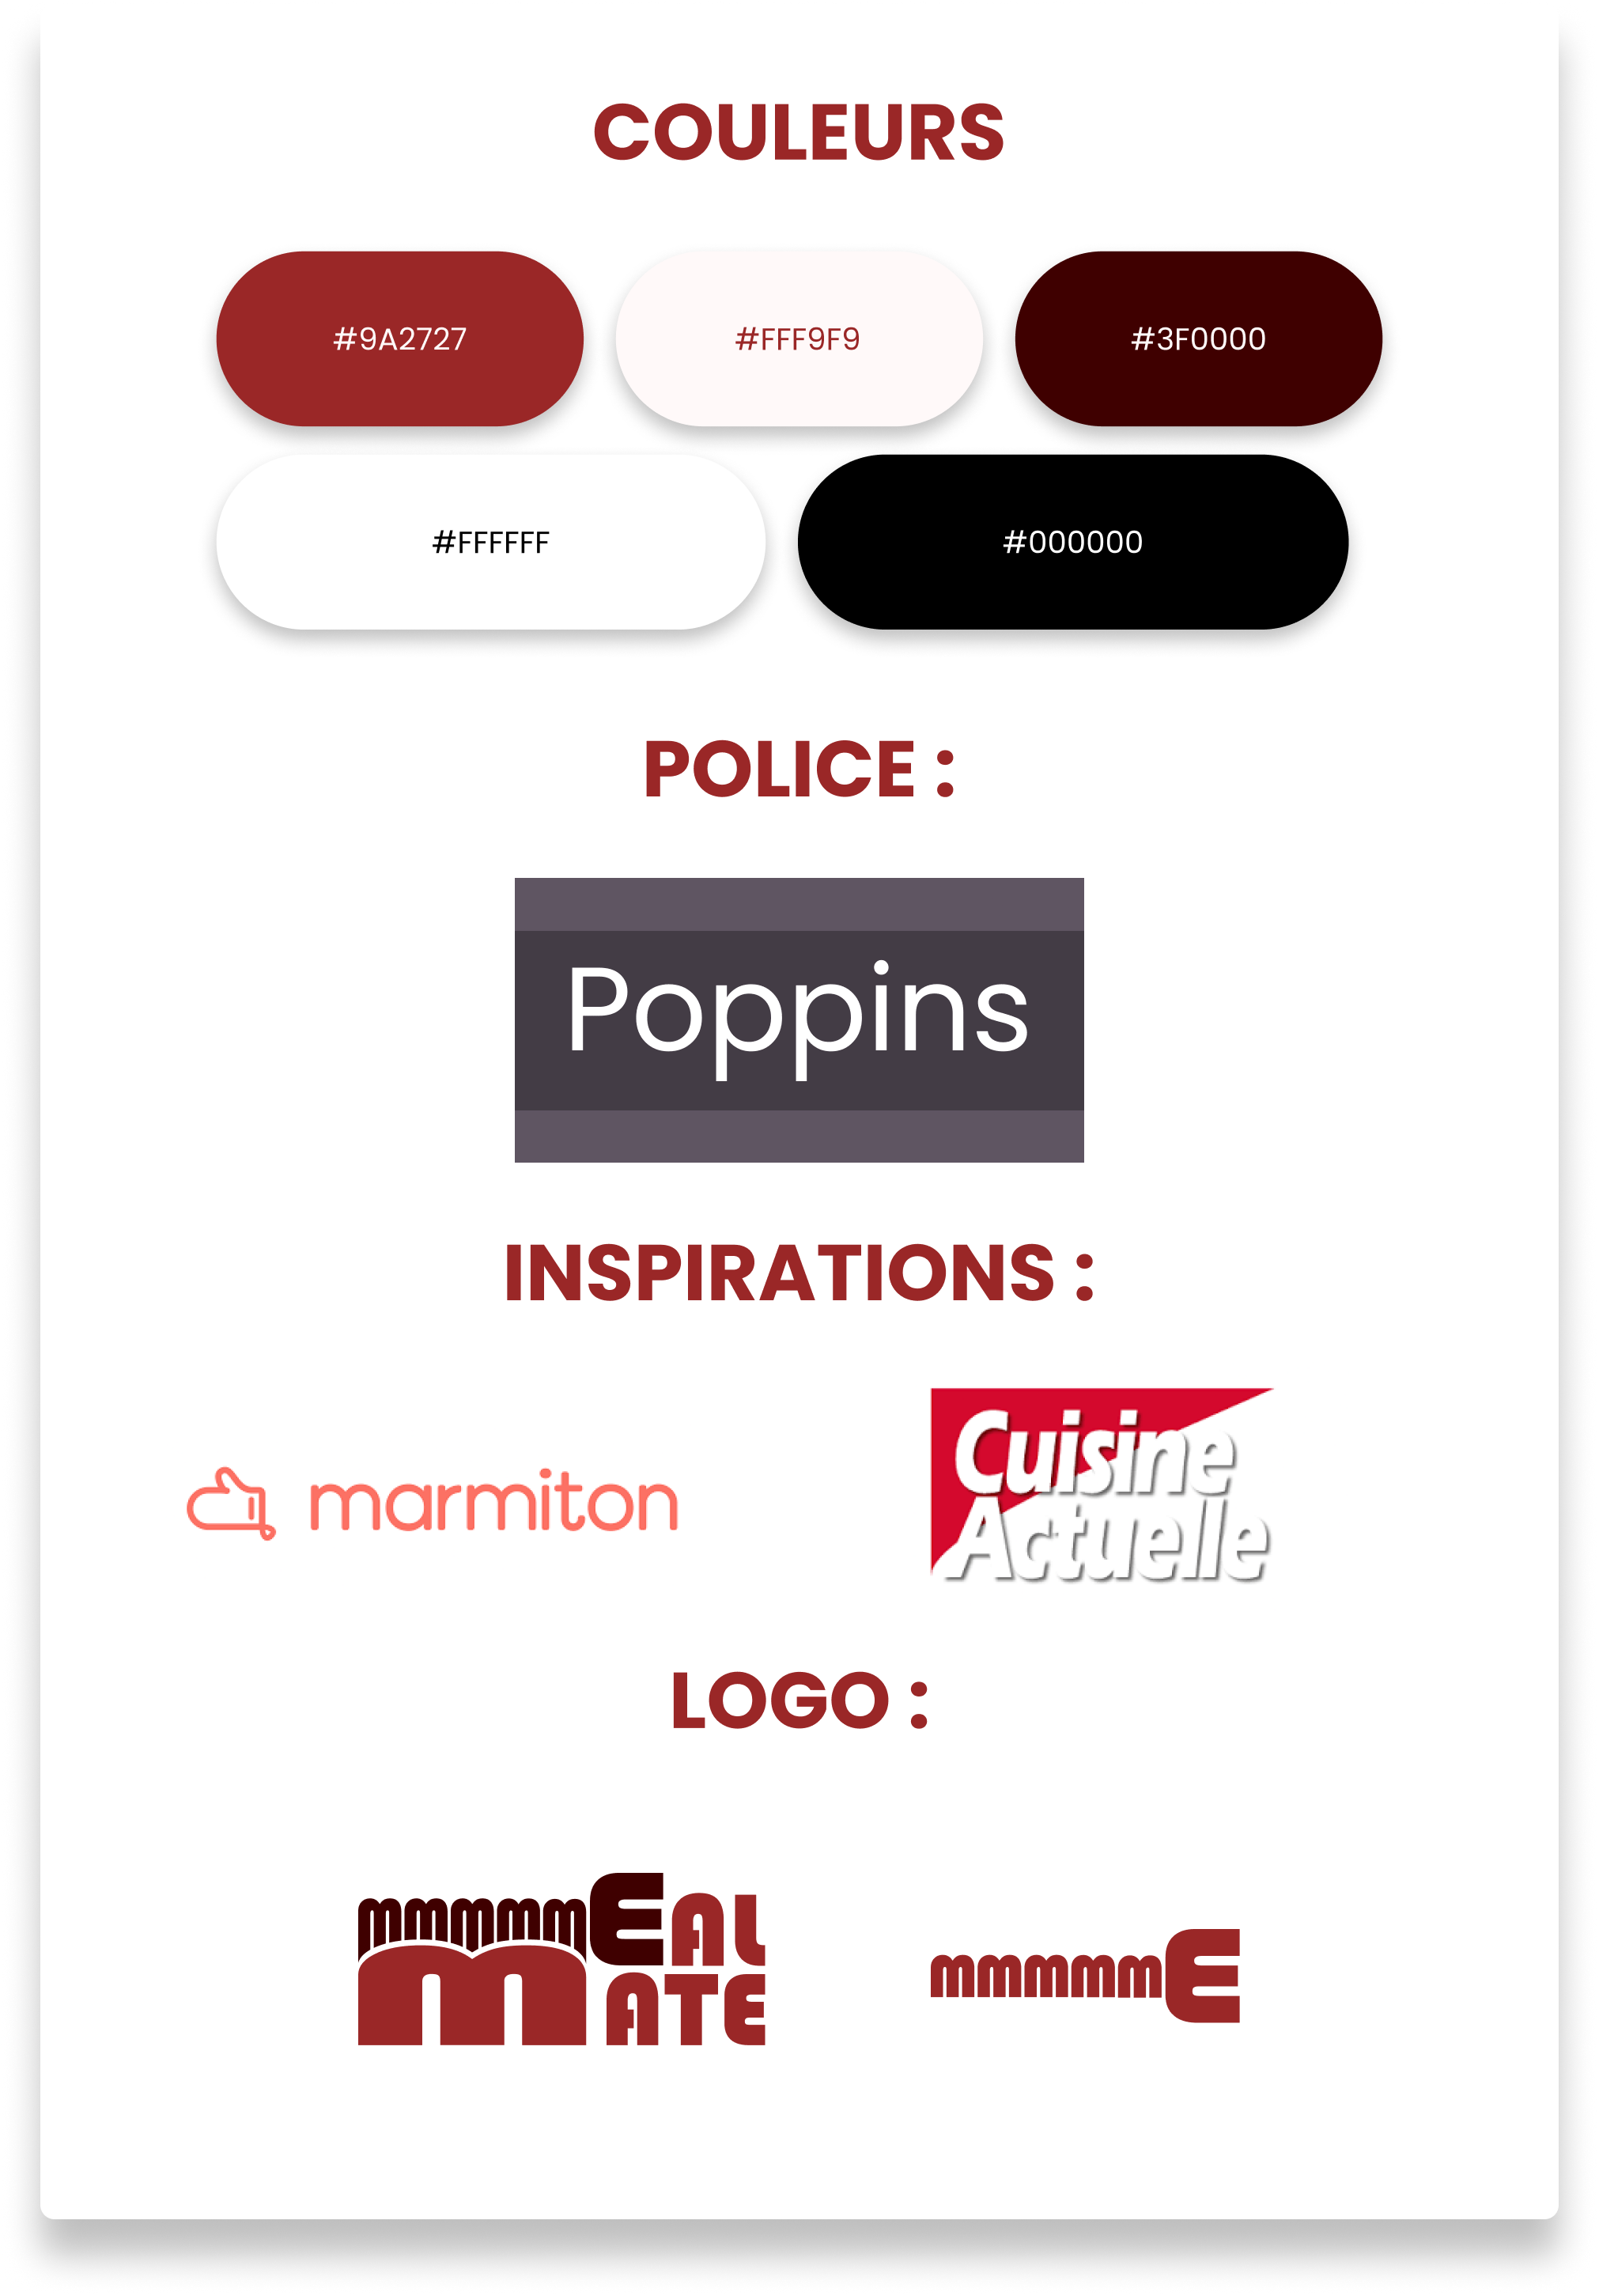 COULEURS
#9A2727
#FFF9F9
#3F0000
#FFFFFF
#000000
POLICE :
Poppins
INSPIRATIONS :
marmiton
Cuisine
Actuelle
LOGO :
mmmmmEAL
MATE
mmmmmE